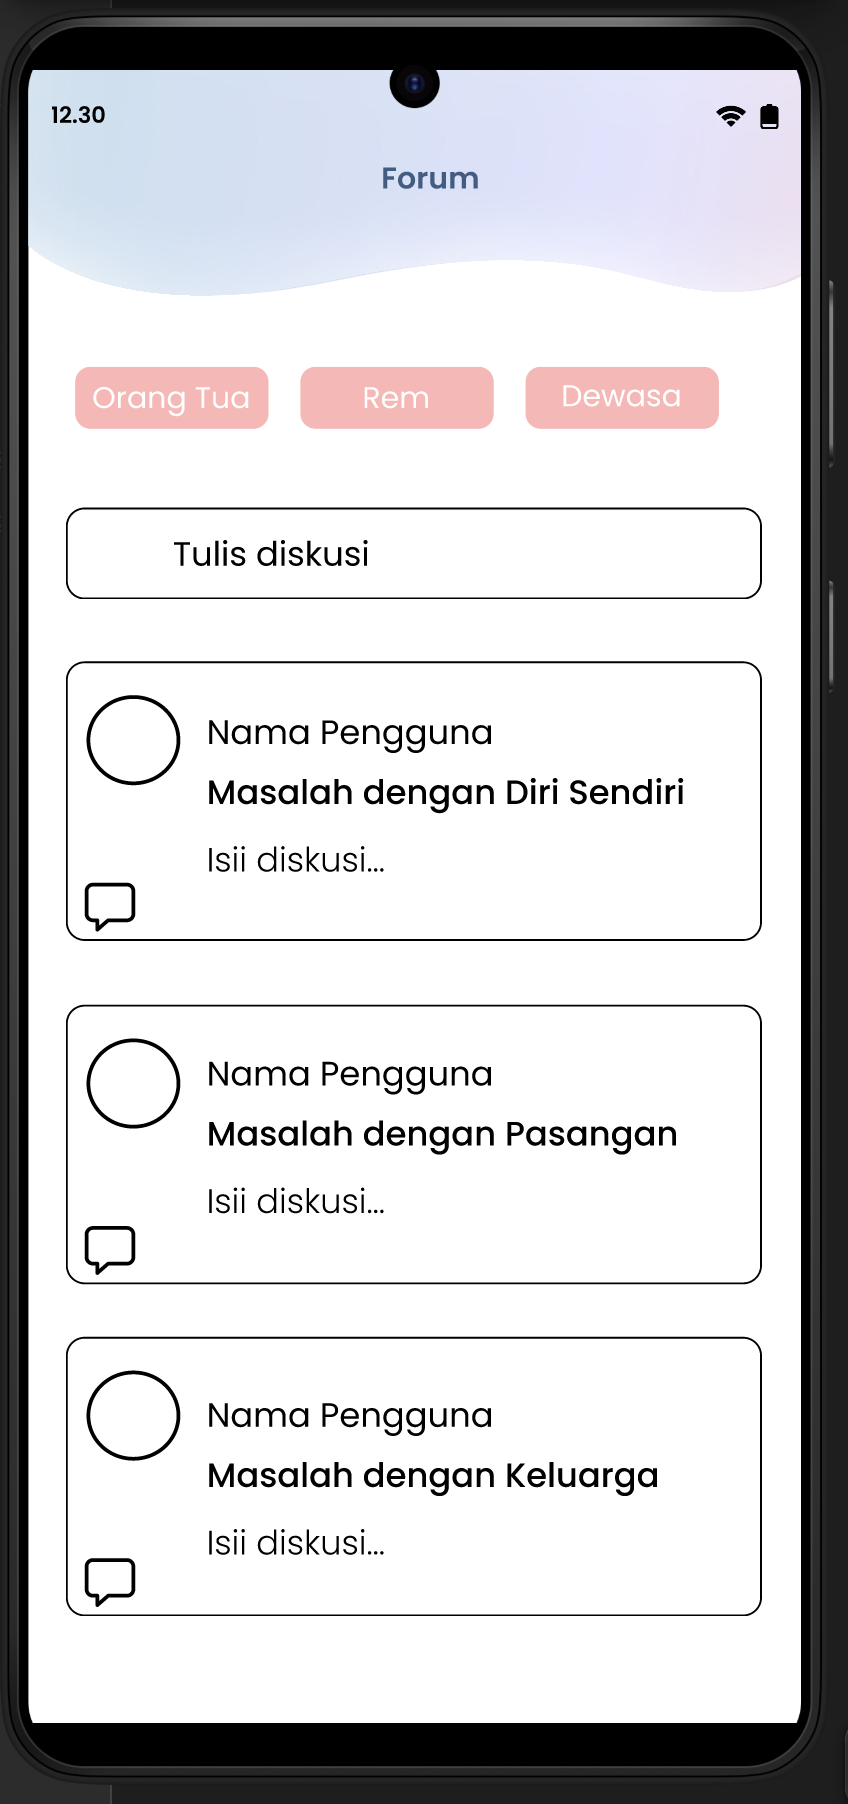 12.30
Forum
Orang Tua
Rem
Dewasa
Tulis diskusi
Nama Pengguna
Masalah dengan Diri Sendiri
Isii diskusi...
Nama Pengguna
Masalah dengan Pasangan
Isii diskusi...
Nama Pengguna
Masalah dengan Keluarga
Isii diskusi...